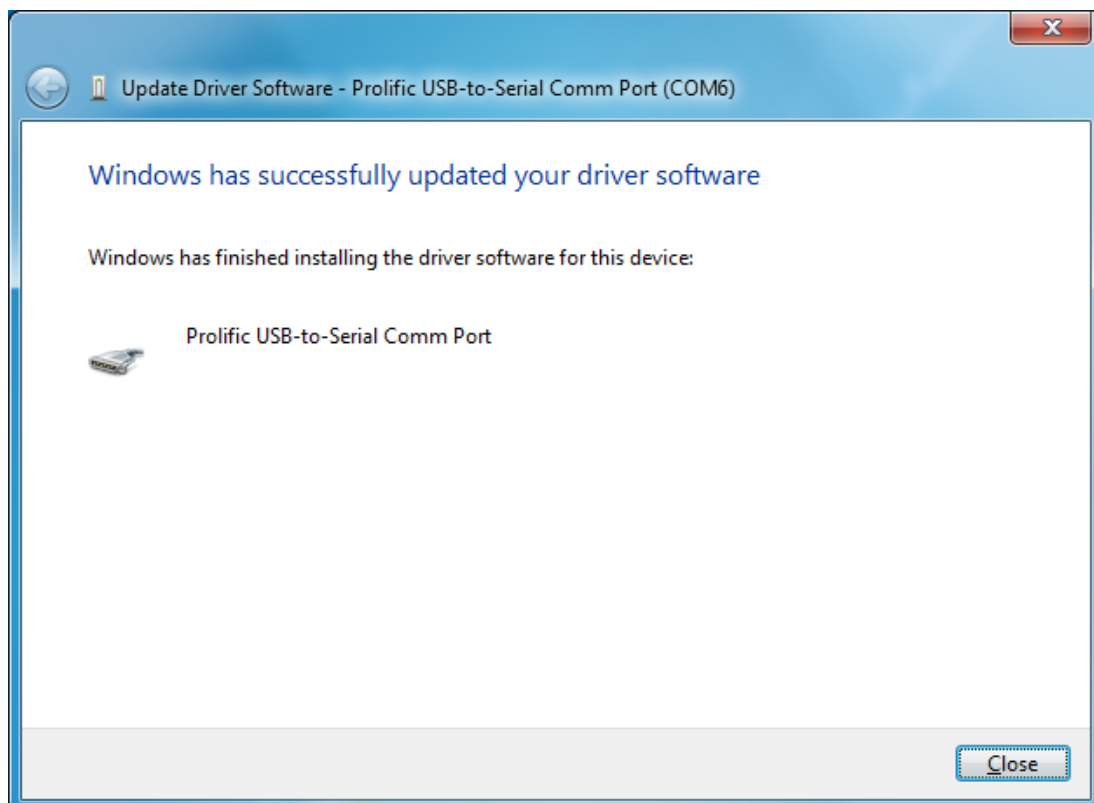 Update Driver Software - Prolific USB-to-Serial Comm Port (COM6)
Windows has successfully updated your driver software
Windows has finished installing the driver software for this device:
Prolific USB-to-Serial Comm Port
Close